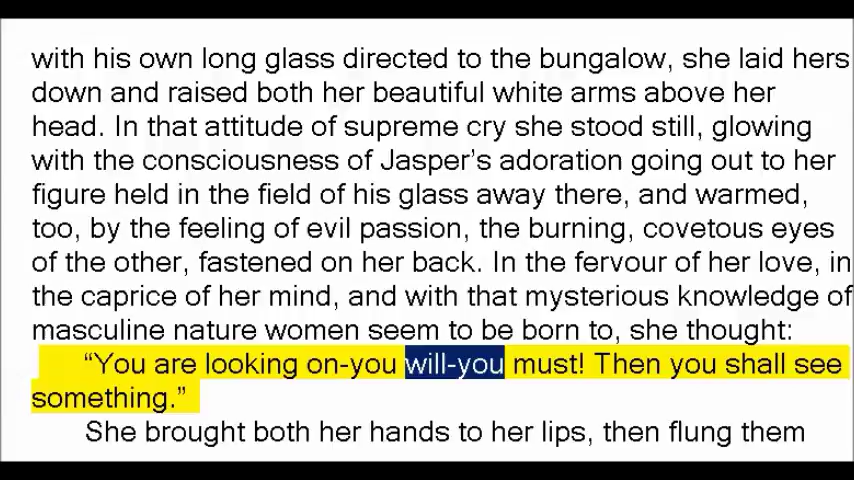 with his own long glass directed to the bungalow, she laid hers
down and raised both her beautiful white arms above her
head. In that attitude of supreme cry she stood still, glowing
with the consciousness of Jasper’s adoration going out to her
figure held in the field of his glass away there, and warmed,
too, by the feeling of evil passion, the burning, covetous eyes
of the other, fastened on her back. In the fervour of her love, in
the caprice of her mind, and with that mysterious knowledge of
masculine nature women seem to be born to, she thought:
“You are looking on-you will-you must! Then you shall see
something.”
She brought both her hands to her lips, then flung them